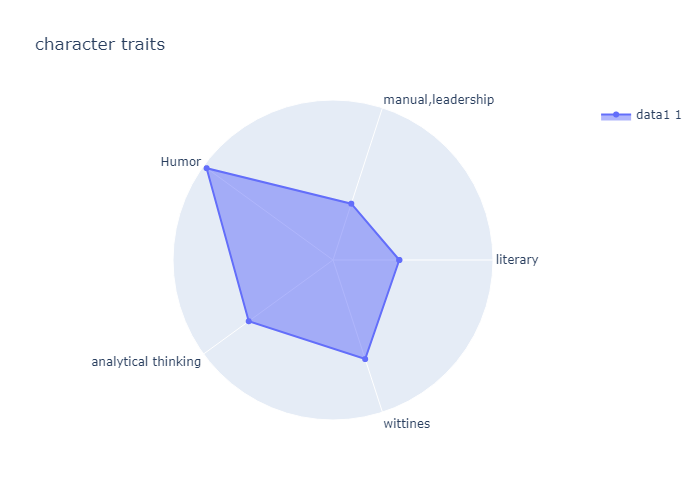 character traits
manual,leadership
data1 1
Humor
literary
analytical thinking
wittines